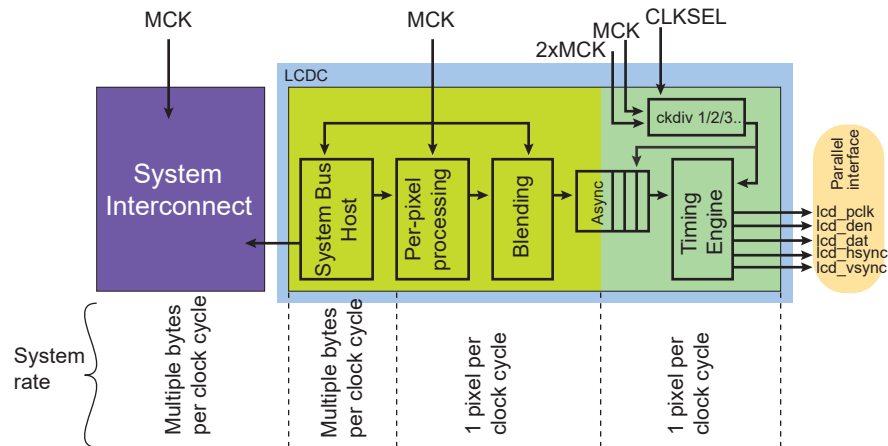 MCK
MCK
CLKSEL
MCK
2xMCK
LCDC
ckdiv 1/2/3..
System
Interconnect
System Bus
Host
Per-pixel
processing
Blending
Async
Timing
Engine
Parallel
interface
lcd_pclk
lcd_den
lcd_dat
lcd_hsync
lcd_vsync
System
rate
Multiple bytes
per clock cycle
Multiple bytes
per clock cycle
1 pixel per
clock cycle
1 pixel per
clock cycle